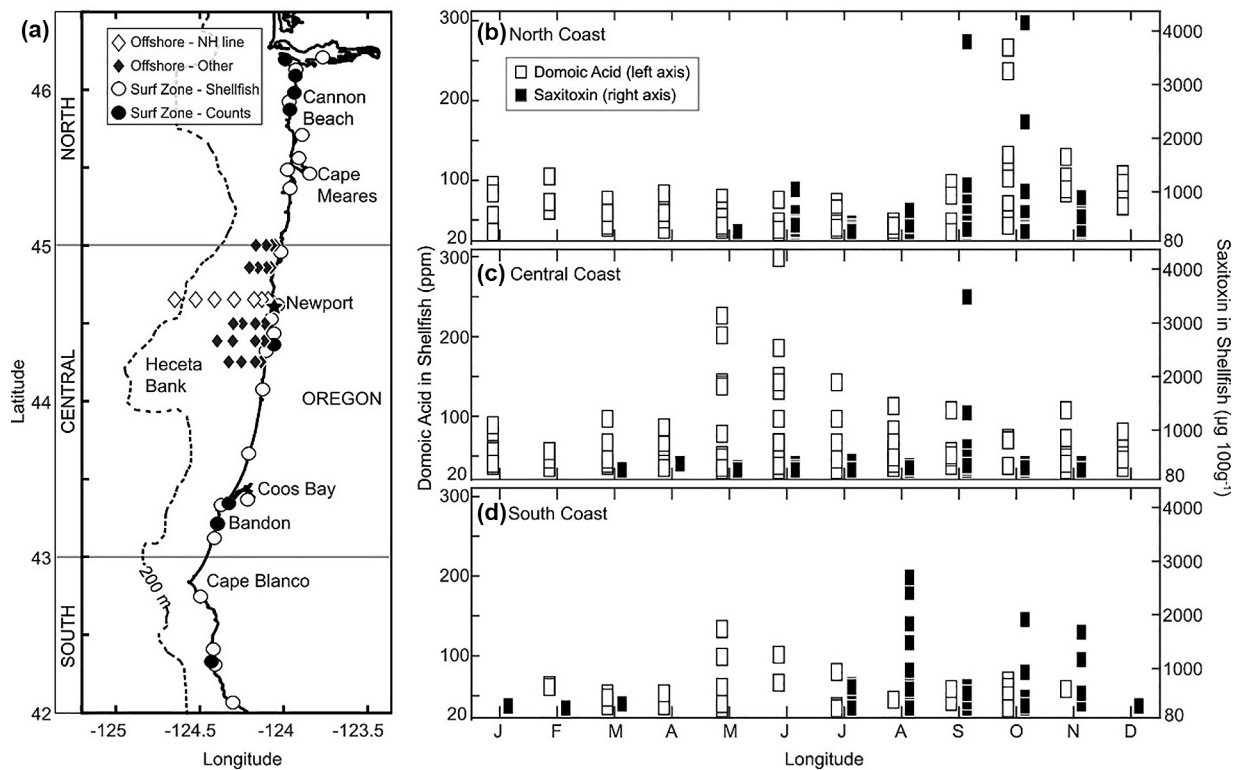 (a)
Offshore - NH line
Offshore - Other
Surf Zone - Shellfish
Surf Zone - Counts
46
45
44
43
42
NORTH
CENTRAL
SOUTH
Latitude
Cannon
Beach
Cape
Meares
Newport
Heceta
Bank
OREGON
Coos Bay
Bandon
Cape Blanco
200 m
-125
-124.5
-124
-123.5
Longitude
(b) North Coast
Domoic Acid (left axis)
Saxitoxin (right axis)
300
200
100
20
4000
3000
2000
1000
80
(c) Central Coast
300
200
100
20
4000
3000
2000
1000
80
(d) South Coast
300
200
100
20
4000
3000
2000
1000
80
Domoic Acid in Shellfish (ppm)
Saxitoxin in Shellfish (µg 100g-1)
J F M A M J J A S O N D
Longitude